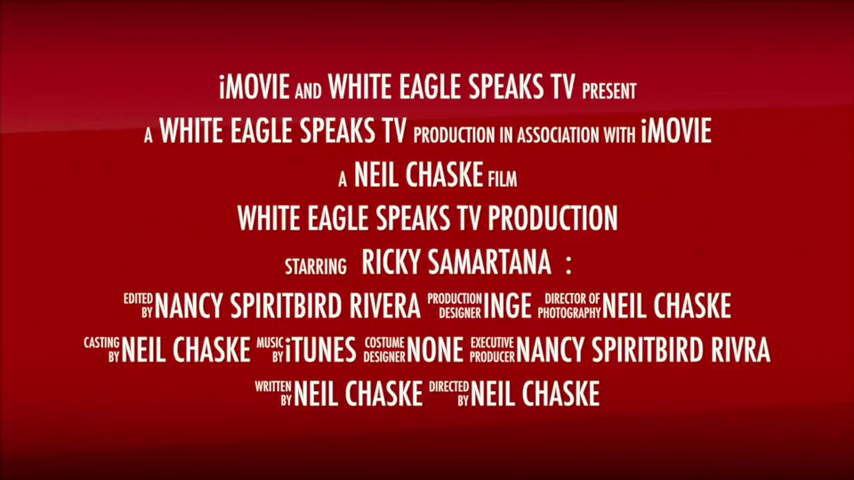 iMOVIE AND WHITE EAGLE SPEAKS TV PRESENT
A WHITE EAGLE SPEAKS TV PRODUCTION IN ASSOCIATION WITH iMOVIE
A NEIL CHASKE FILM
WHITE EAGLE SPEAKS TV PRODUCTION
STARRING RICKY SAMARTANA :
EDITED BY NANCY SPIRITBIRD RIVERA PRODUCTION DESIGNER INGE DIRECTOR OF PHOTOGRAPHY NEIL CHASKE
CASTING BY NEIL CHASKE MUSIC BY iTUNES COSTUME DESIGNER NONE EXECUTIVE PRODUCER NANCY SPIRITBIRD RIVRA
WRITTEN BY NEIL CHASKE DIRECTED BY NEIL CHASKE